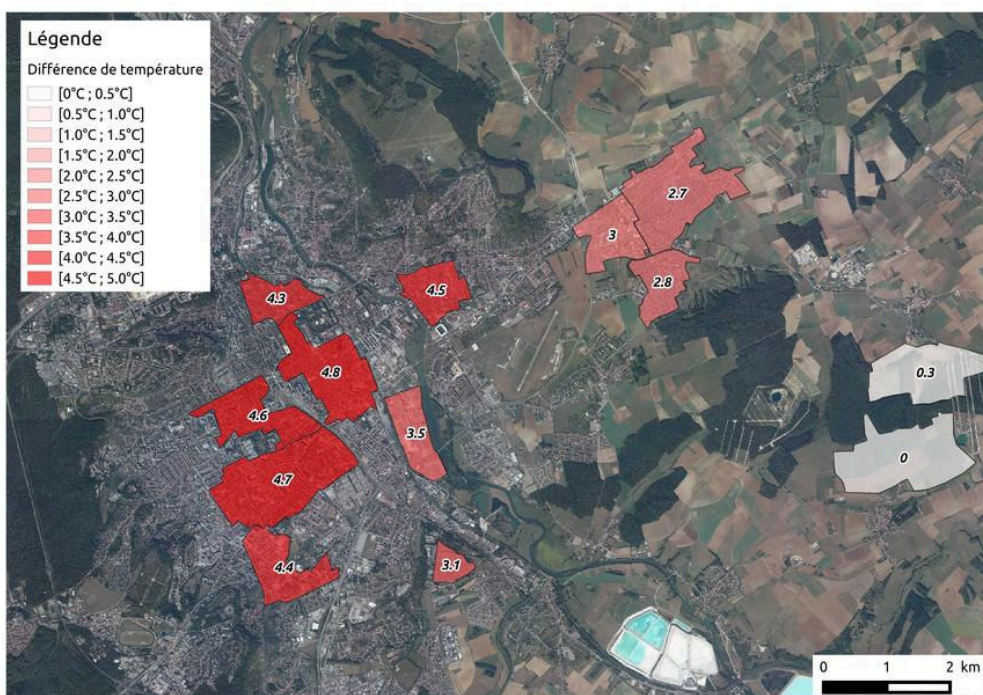 Légende
Différence de température
[0°C ; 0.5°C]
[0.5°C ; 1.0°C]
[1.0°C ; 1.5°C]
[1.5°C ; 2.0°C]
[2.0°C ; 2.5°C]
[2.5°C ; 3.0°C]
[3.0°C ; 3.5°C]
[3.5°C ; 4.0°C]
[4.0°C ; 4.5°C]
[4.5°C ; 5.0°C]
2.7
3
2.8
4.3
4.5
4.8
0.3
4.6
3.5
0
4.7
4.4
3.1
0 1 2 km